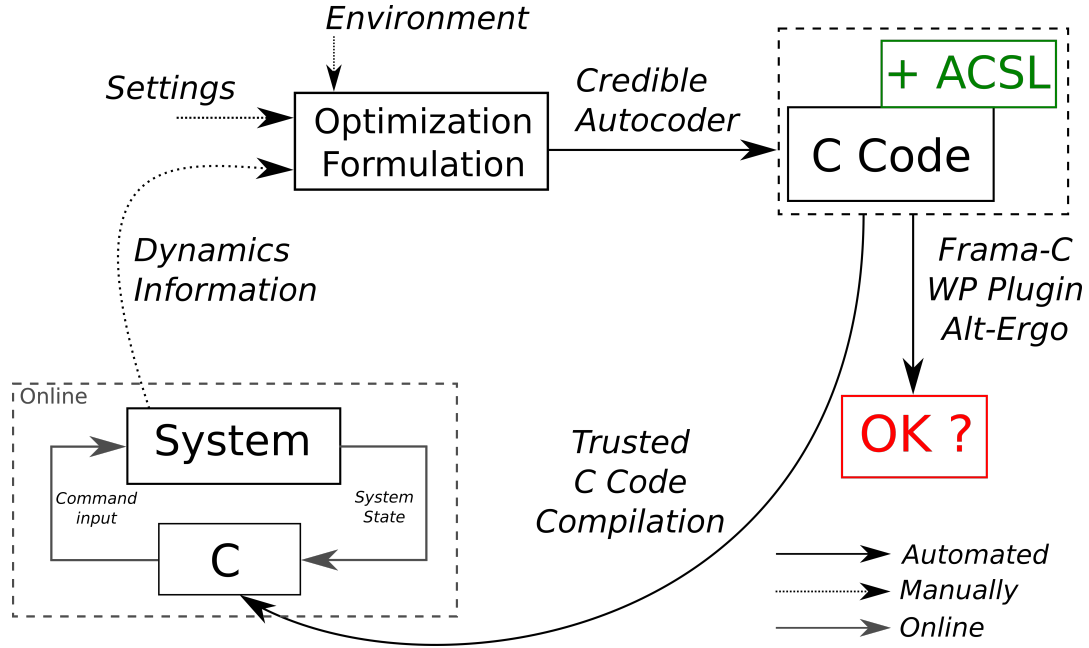 Environment
Settings
Optimization
Formulation
Credible
Autocoder
+ ACSL
C Code
Dynamics
Information
Frama-C
WP Plugin
Alt-Ergo
OK ?
Online
System
Command
input
System
State
C
Trusted
C Code
Compilation
Automated
Manually
Online